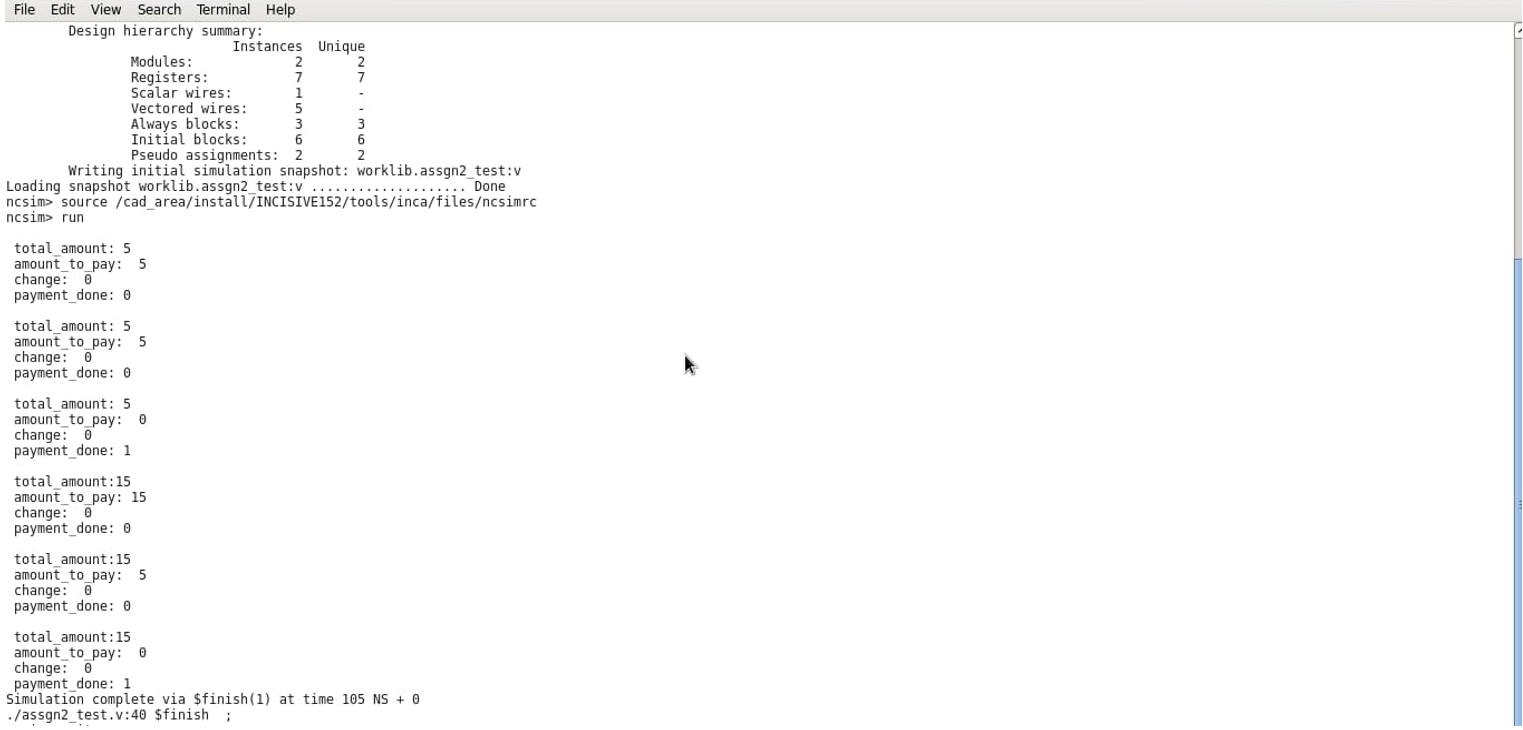 File Edit View Search Terminal Help
Design hierarchy summary:
Instances Unique
Modules: 2 2
Registers: 7 7
Scalar wires: 1 -
Vectored wires: 5 -
Always blocks: 3 3
Initial blocks: 6 6
Pseudo assignments: 2 2
Writing initial simulation snapshot: worklib.assgn2_test:v
Loading snapshot worklib.assgn2_test:v .................... Done
ncsim> source /cad_area/install/INCISIVE152/tools/inca/files/ncsimrc
ncsim> run
total_amount: 5
amount_to_pay: 5
change: 0
payment_done: 0
total_amount: 5
amount_to_pay: 5
change: 0
payment_done: 0
total_amount: 5
amount_to_pay: 0
change: 0
payment_done: 1
total_amount:15
amount_to_pay: 15
change: 0
payment_done: 0
total_amount:15
amount_to_pay: 5
change: 0
payment_done: 0
total_amount:15
amount_to_pay: 0
change: 0
payment_done: 1
Simulation complete via $finish(1) at time 105 NS + 0
./assgn2_test.v:40 $finish ;